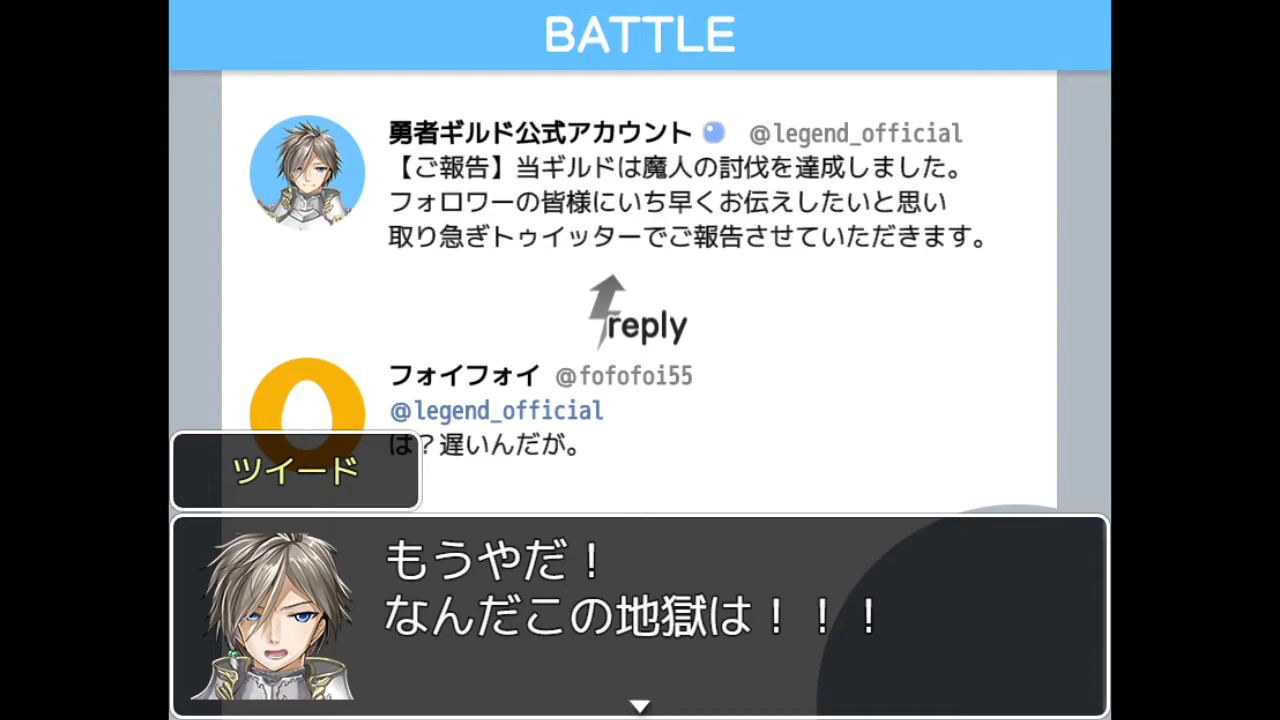 BATTLE
勇者ギルド公式アカウント @legend_official
【ご報告】当ギルドは魔人の討伐を達成しました。
フォロワーの皆様にいち早くお伝えしたいと思い
取り急ぎトゥイッターでご報告させていただきます。
reply
フォイフォイ @fofofoi55
@legend_official
は？遅いんだが。
ツイード
もうやだ！
なんだこの地獄は！！！